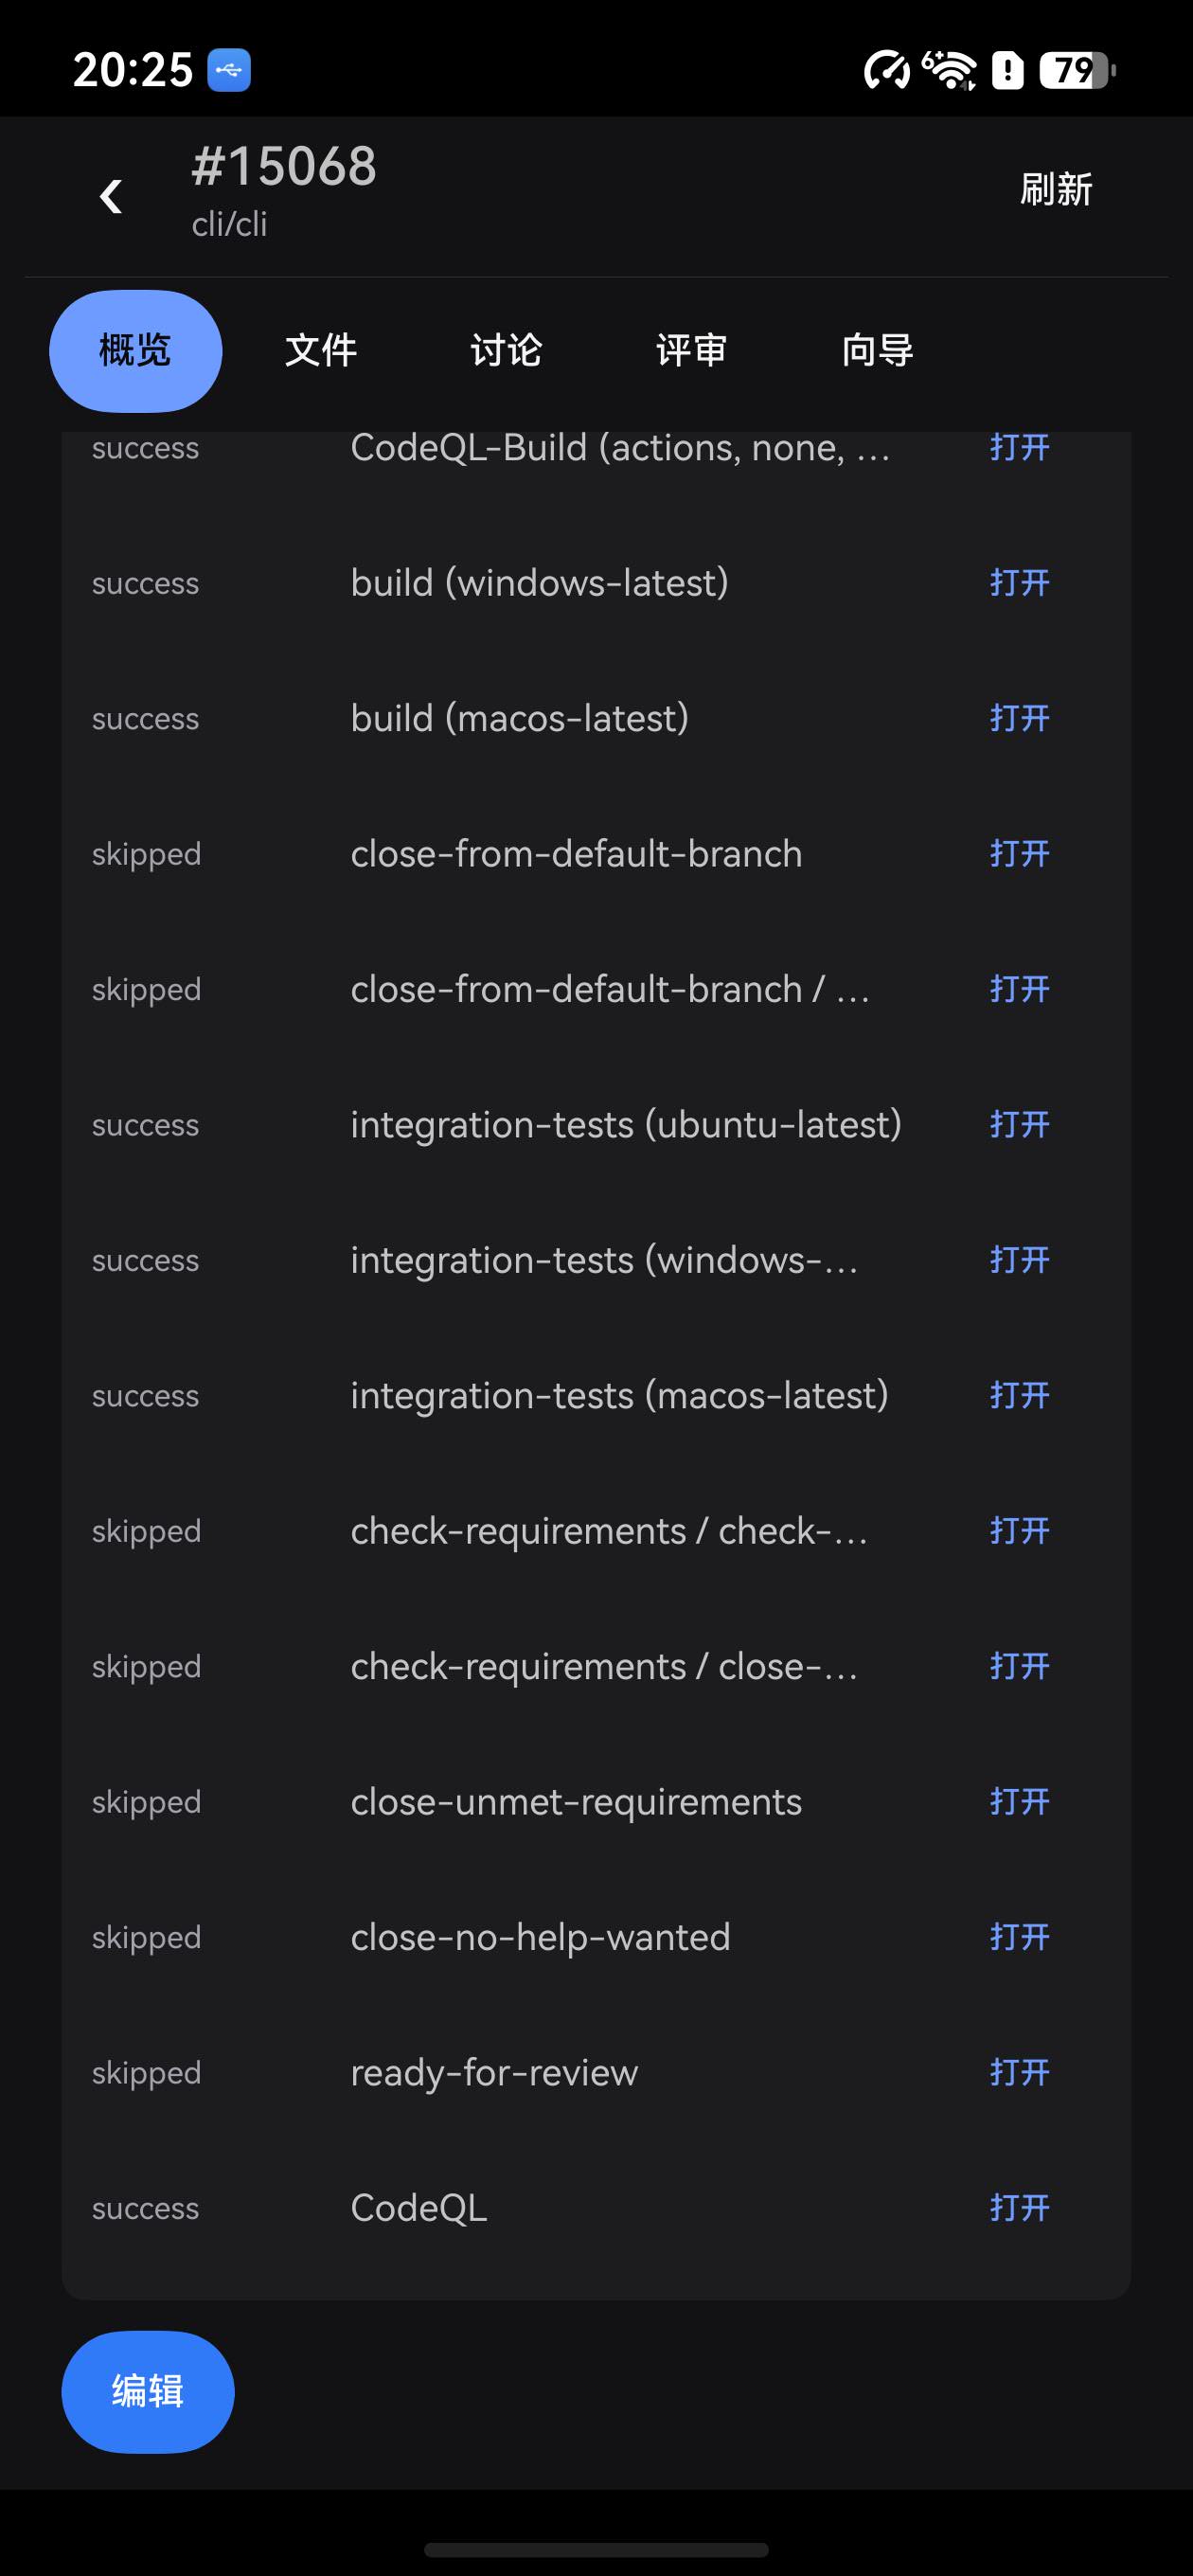 20:25
79
#15068
cli/cli
刷新
概览 文件 讨论 评审 向导
success CodeQL-Build (actions, none, ... 打开
success build (windows-latest) 打开
success build (macos-latest) 打开
skipped close-from-default-branch 打开
skipped close-from-default-branch / ... 打开
success integration-tests (ubuntu-latest) 打开
success integration-tests (windows-... 打开
success integration-tests (macos-latest) 打开
skipped check-requirements / check-... 打开
skipped check-requirements / close-... 打开
skipped close-unmet-requirements 打开
skipped close-no-help-wanted 打开
skipped ready-for-review 打开
success CodeQL 打开
编辑